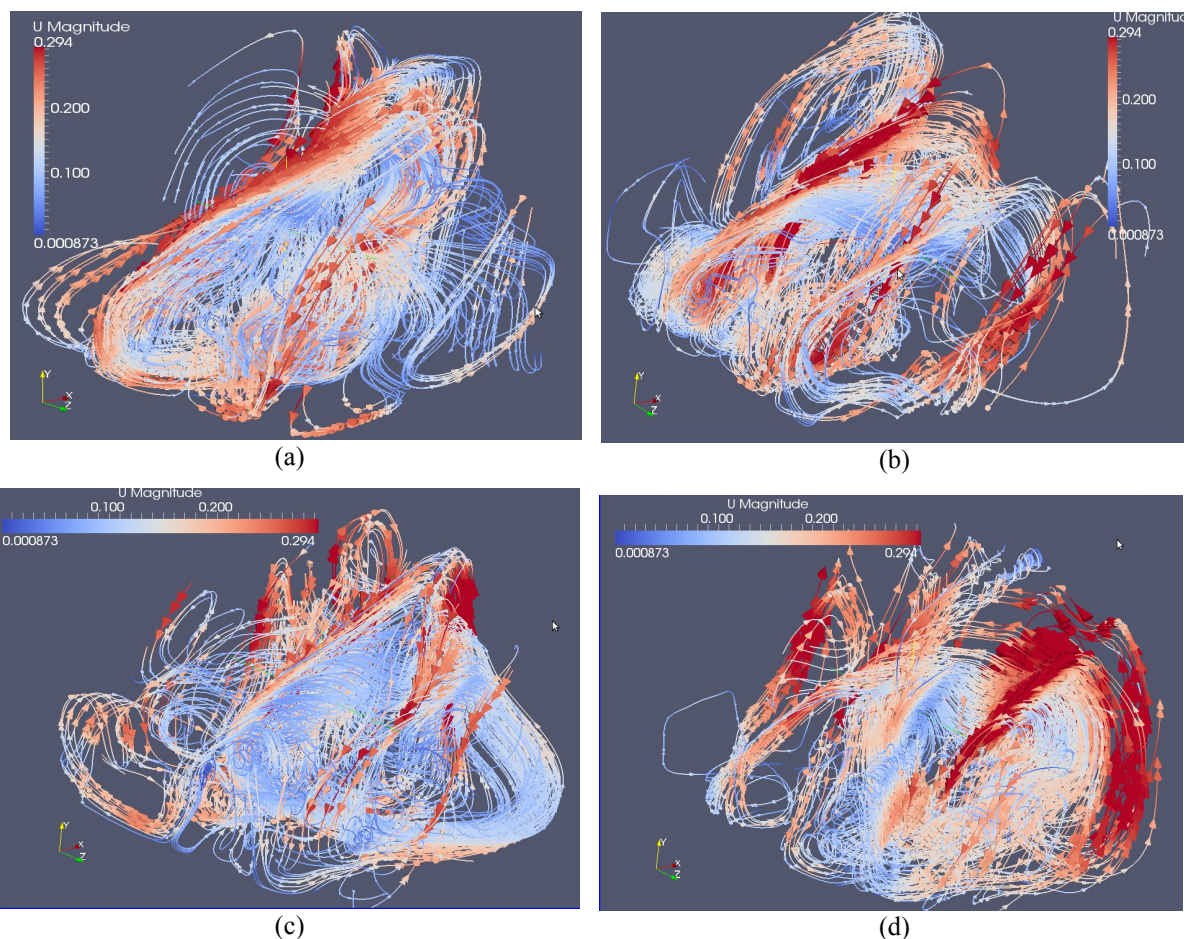 U Magnitude
0.294
0.200
0.100
0.000873
Y
X
Z
(a)
U Magnitu
0.294
0.200
0.100
0.000873
Y
X
Z
(b)
U Magnitude
0.100 0.200
0.000873 0.294
Y
X
Z
(c)
U Magnitude
0.100 0.200
0.000873 0.294
Y
X
Z
(d)